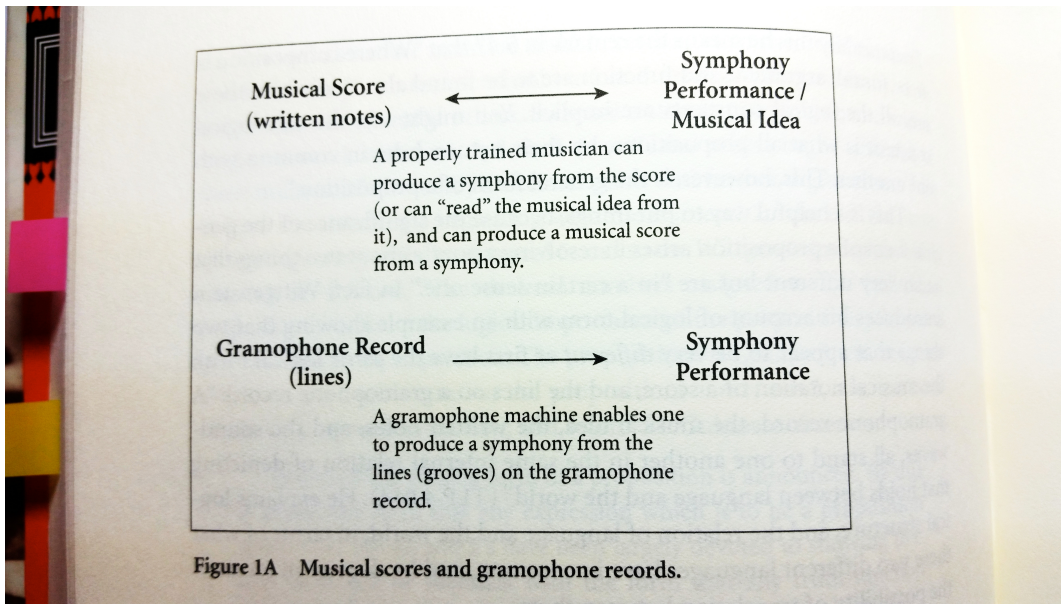 Musical Score
(written notes)
Symphony
Performance /
Musical Idea
A properly trained musician can
produce a symphony from the score
(or can “read” the musical idea from
it), and can produce a musical score
from a symphony.
Gramophone Record
(lines)
Symphony
Performance
A gramophone machine enables one
to produce a symphony from the
lines (grooves) on the gramophone
record.
Figure 1A Musical scores and gramophone records.